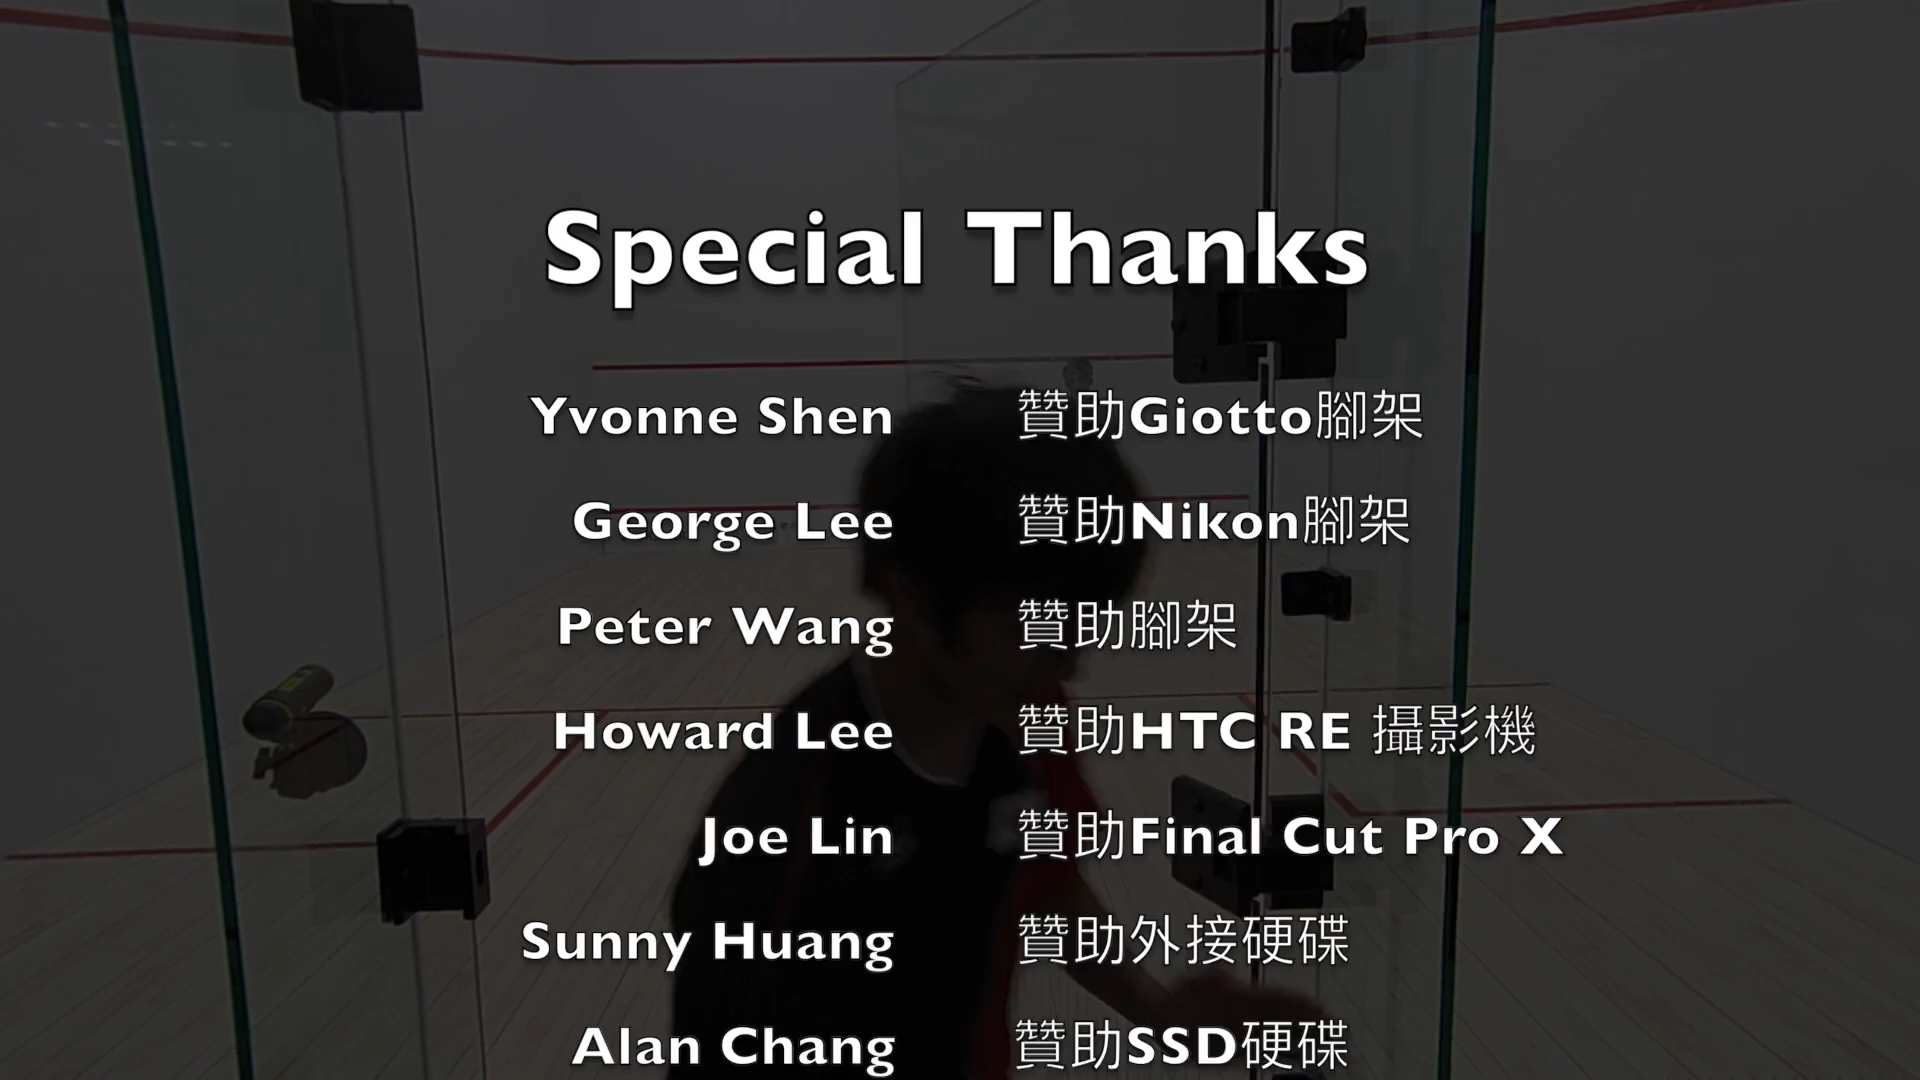 Special Thanks
Yvonne Shen 贊助Giotto腳架
George Lee 贊助Nikon腳架
Peter Wang 贊助腳架
Howard Lee 贊助HTC RE 攝影機
Joe Lin 贊助Final Cut Pro X
Sunny Huang 贊助外接硬碟
Alan Chang 贊助SSD硬碟